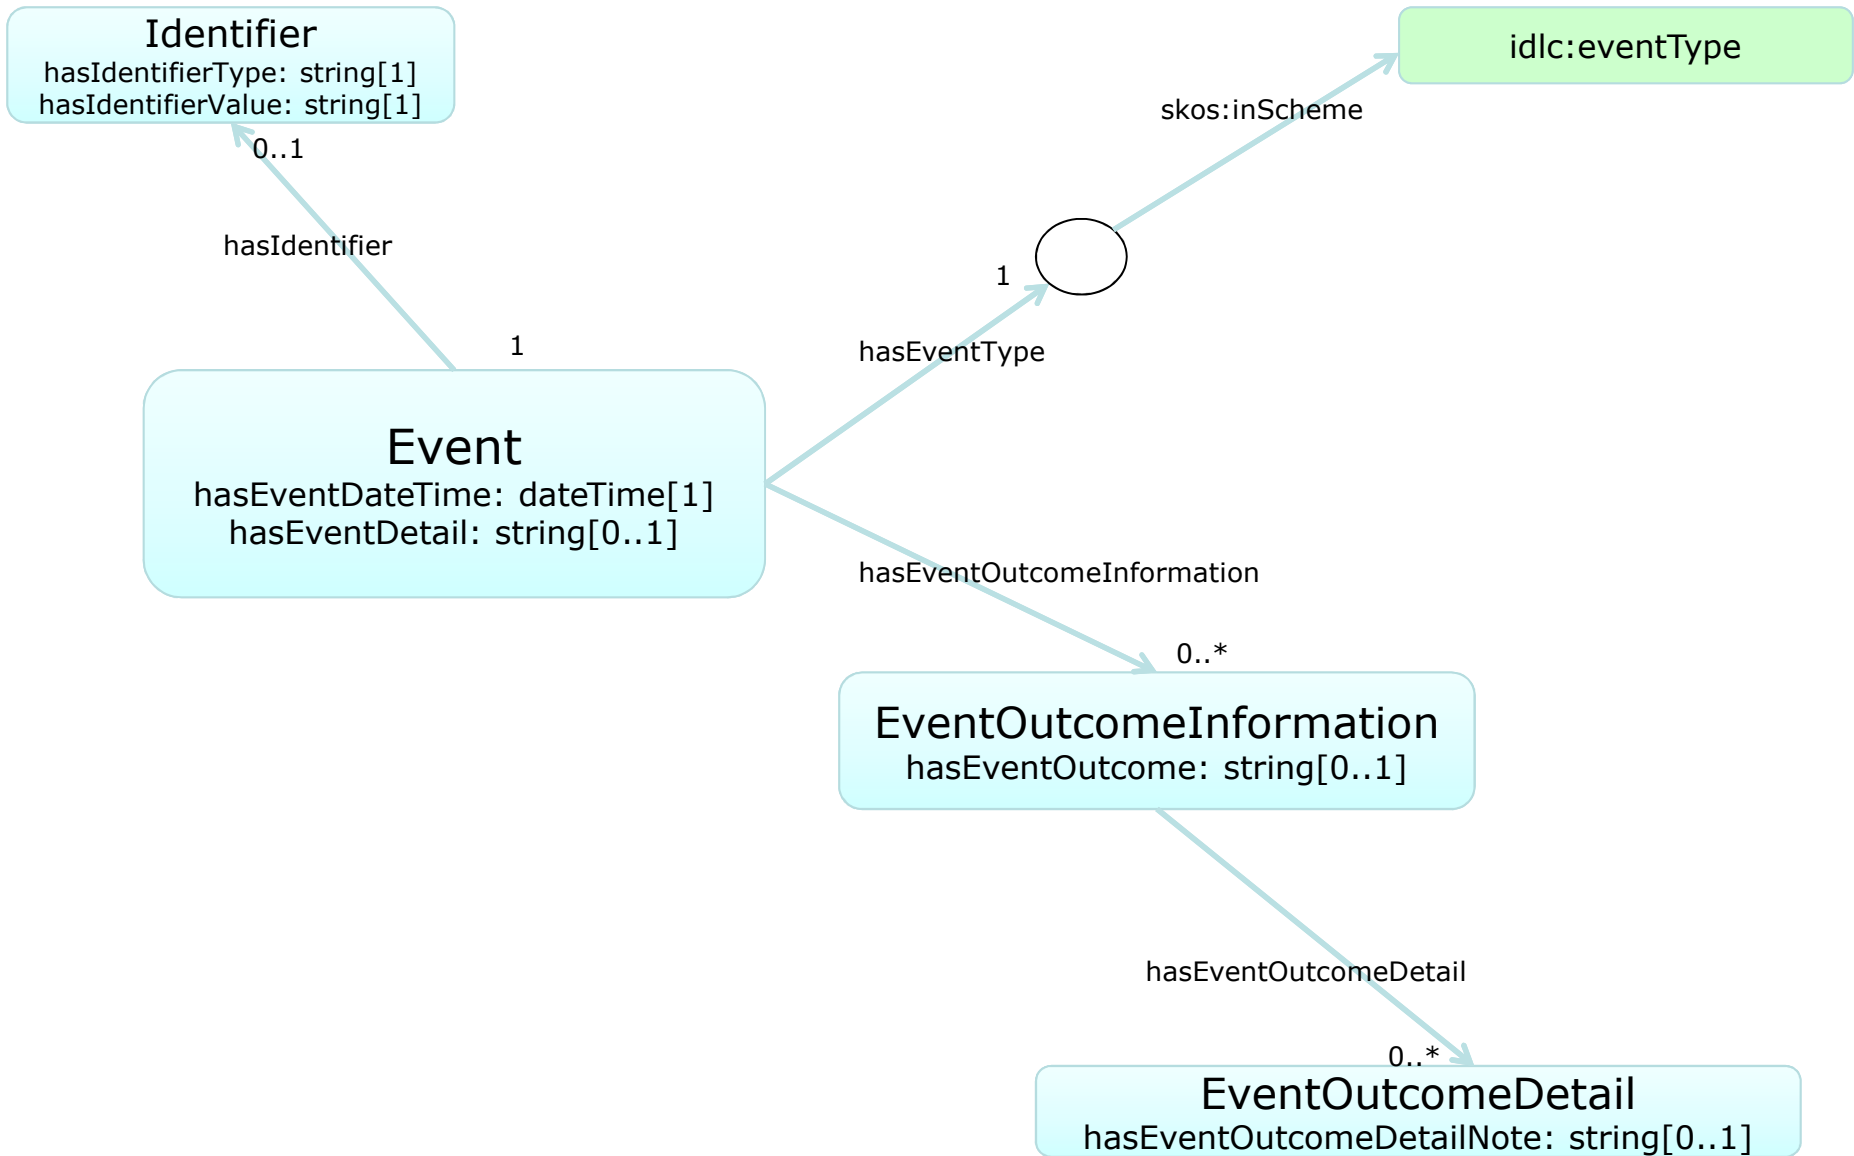 Identifier
hasIdentifierType: string[1]
hasIdentifierValue: string[1]
idlc:eventType
skos:inScheme
0..1
hasIdentifier
1
1
hasEventType
Event
hasEventDateTime: dateTime[1]
hasEventDetail: string[0..1]
hasEventOutcomeInformation
0..*
EventOutcomeInformation
hasEventOutcome: string[0..1]
hasEventOutcomeDetail
0..*
EventOutcomeDetail
hasEventOutcomeDetailNote: string[0..1]